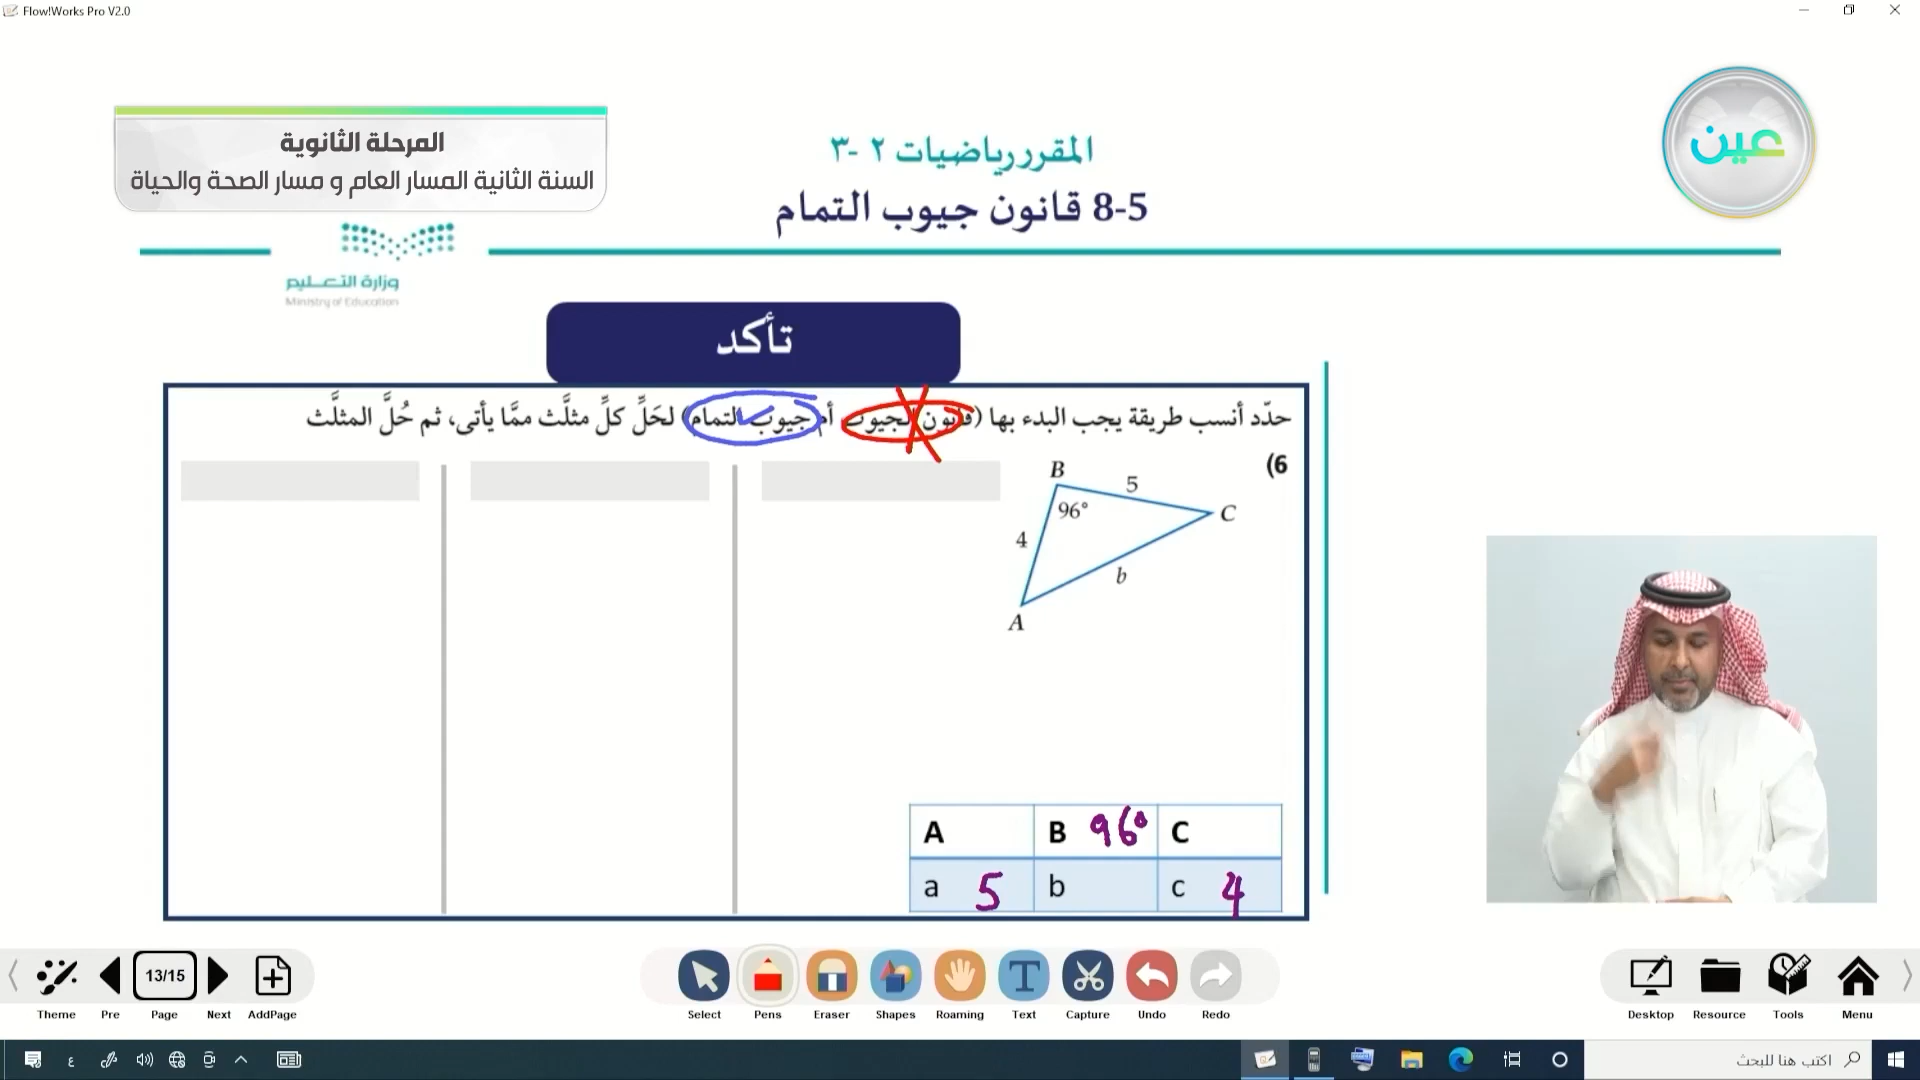 Flow!Works Pro V2.0
المرحلة الثانوية
السنة الثانية المسار العام و مسار الصحة والحياة
المقرر رياضيات ٢ -٣
8-5 قانون جيوب التمام
عين
وزارة التعـــليم
Ministry of Education
تأكد
حدّد أنسب طريقة يجب البدء بها (قانون الجيوب أم جيوب التمام) لحَلِّ كلِّ مثلَّث ممَّا يأتى، ثم حُلَّ المثلَّث
(6
B
5
96°
C
4
b
A
A B 96° C
a 5 b c 4
13/15
Theme Pre Page Next AddPage
Select Pens Eraser Shapes Roaming Text Capture Undo Redo
Desktop Resource Tools Menu
ع
اكتب هنا للبحث